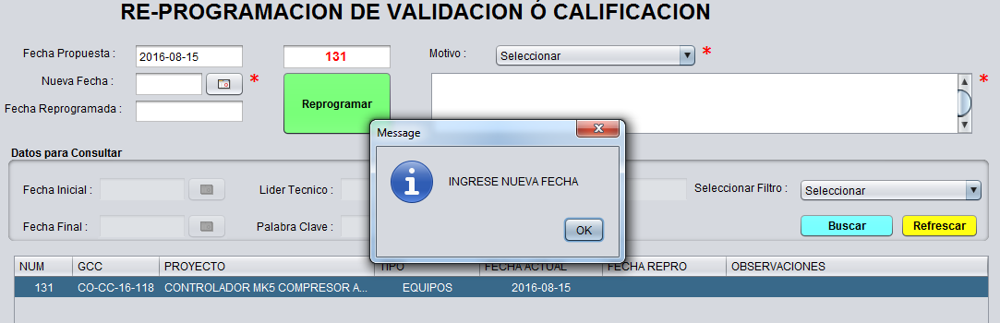 RE-PROGRAMACION DE VALIDACION Ó CALIFICACION
Fecha Propuesta : 2016-08-15 131 Motivo : Seleccionar *
Nueva Fecha : * *
Reprogramar
Fecha Reprogramada :
Message
INGRESE NUEVA FECHA
OK
Datos para Consultar
Fecha Inicial : Lider Tecnico : Seleccionar Filtro : Seleccionar
Fecha Final : Palabra Clave : Buscar Refrescar
NUM GCC PROYECTO TIPO FECHA ACTUAL FECHA REPRO OBSERVACIONES
131 CO-CC-16-118 CONTROLADOR MK5 COMPRESOR A... EQUIPOS 2016-08-15